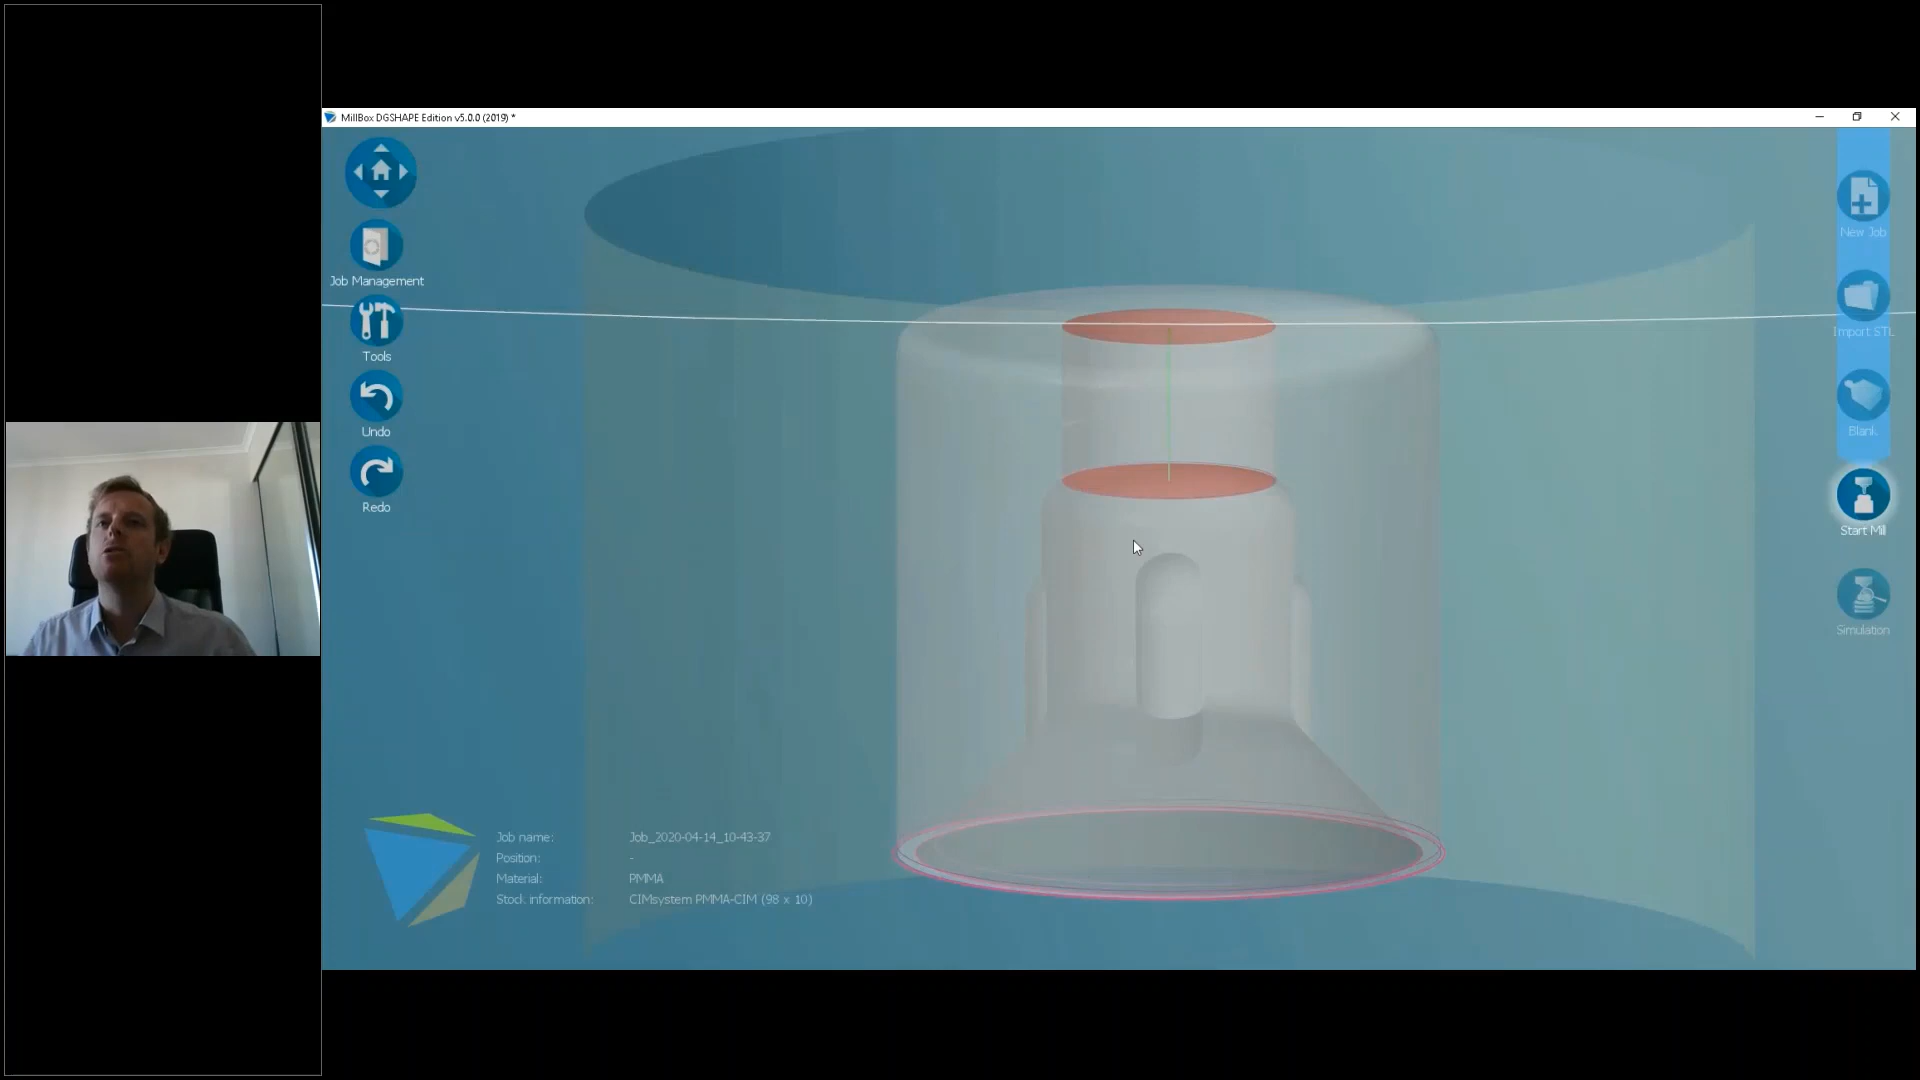 MillBox DGSHAPE Edition v5.0.0 (2019) *
Job Management
Tools
Undo
Redo
New Job
Import STL
Blank
Start Mill
Simulation
Job name: Job_2020-04-14_10-43-37
Position: -
Material: PMMA
Stock information: CIMsystem PMMA-CIM (98 x 10)